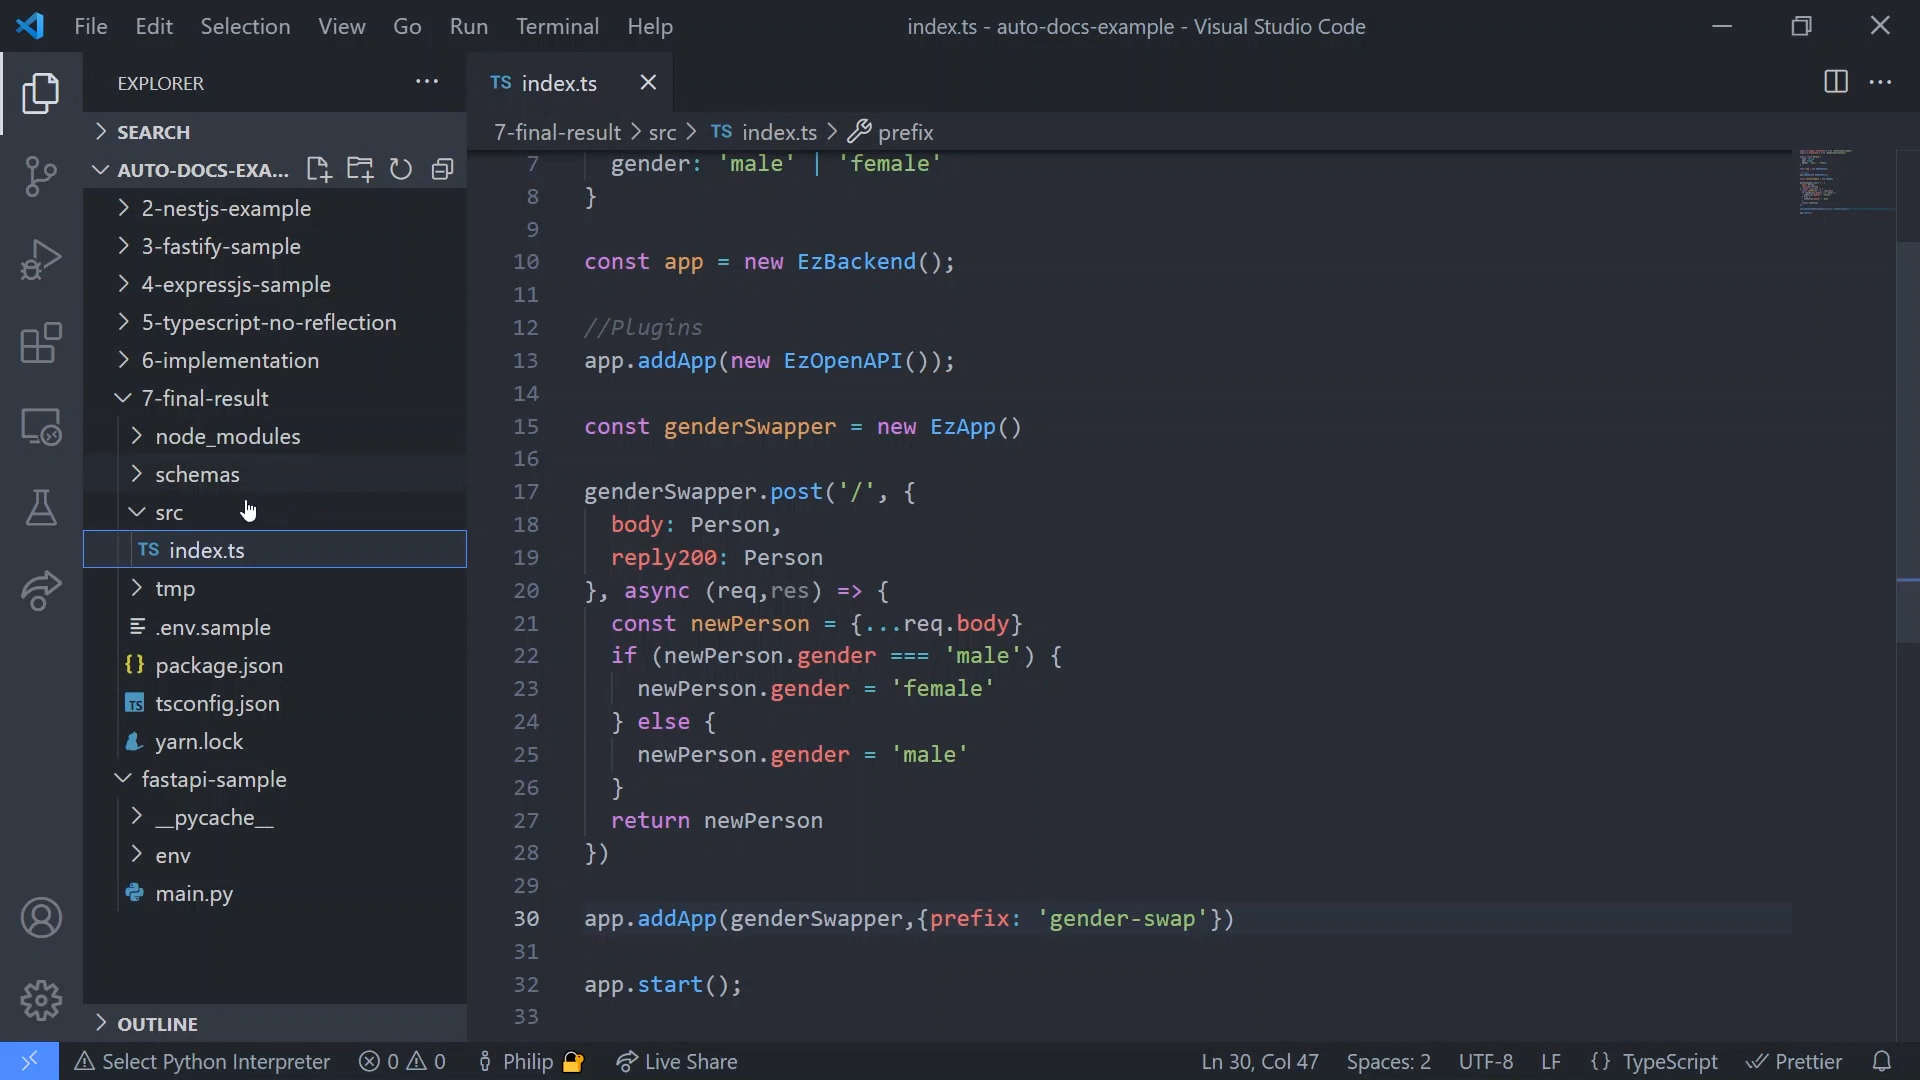 File Edit Selection View Go Run Terminal Help
index.ts - auto-docs-example - Visual Studio Code
EXPLORER
SEARCH
AUTO-DOCS-EXA...
2-nestjs-example
3-fastify-sample
4-expressjs-sample
5-typescript-no-reflection
6-implementation
7-final-result
node_modules
schemas
src
TS index.ts
tmp
.env.sample
{} package.json
TS tsconfig.json
yarn.lock
fastapi-sample
__pycache__
env
main.py
OUTLINE
TS index.ts
7-final-result > src > TS index.ts > prefix
7 gender: 'male' | 'female'
8 }
9
10 const app = new EzBackend();
11
12 //Plugins
13 app.addApp(new EzOpenAPI());
14
15 const genderSwapper = new EzApp()
16
17 genderSwapper.post('/', {
18 body: Person,
19 reply200: Person
20 }, async (req,res) => {
21 const newPerson = {...req.body}
22 if (newPerson.gender === 'male') {
23 newPerson.gender = 'female'
24 } else {
25 newPerson.gender = 'male'
26 }
27 return newPerson
28 })
29
30 app.addApp(genderSwapper,{prefix: 'gender-swap'})
31
32 app.start();
33
Select Python Interpreter 0 0 Philip Live Share
Ln 30, Col 47 Spaces: 2 UTF-8 LF {} TypeScript Prettier